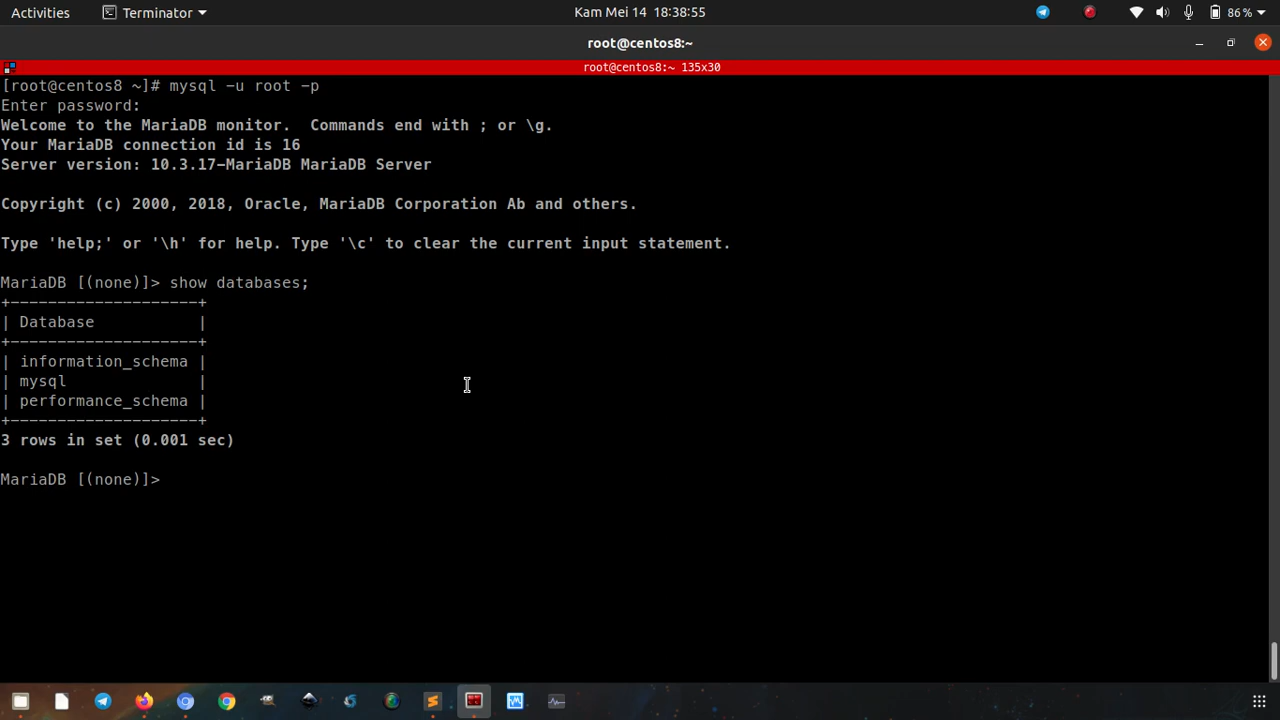 Activities Terminator Kam Mei 14 18:38:55 86%
root@centos8:~
root@centos8:~ 135x30
[root@centos8 ~]# mysql -u root -p
Enter password:
Welcome to the MariaDB monitor.  Commands end with ; or \g.
Your MariaDB connection id is 16
Server version: 10.3.17-MariaDB MariaDB Server
Copyright (c) 2000, 2018, Oracle, MariaDB Corporation Ab and others.
Type 'help;' or '\h' for help. Type '\c' to clear the current input statement.
MariaDB [(none)]> show databases;
+--------------------+
| Database           |
+--------------------+
| information_schema |
| mysql              |
| performance_schema |
+--------------------+
3 rows in set (0.001 sec)
MariaDB [(none)]>